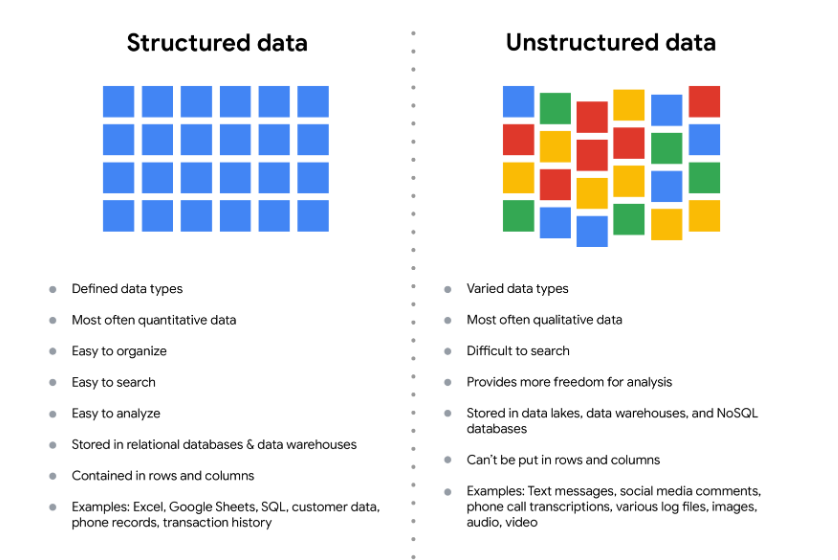 Structured data
Defined data types
Most often quantitative data
Easy to organize
Easy to search
Easy to analyze
Stored in relational databases & data warehouses
Contained in rows and columns
Examples: Excel, Google Sheets, SQL, customer data,
phone records, transaction history
Unstructured data
Varied data types
Most often qualitative data
Difficult to search
Provides more freedom for analysis
Stored in data lakes, data warehouses, and NoSQL
databases
Can't be put in rows and columns
Examples: Text messages, social media comments,
phone call transcriptions, various log files, images,
audio, video